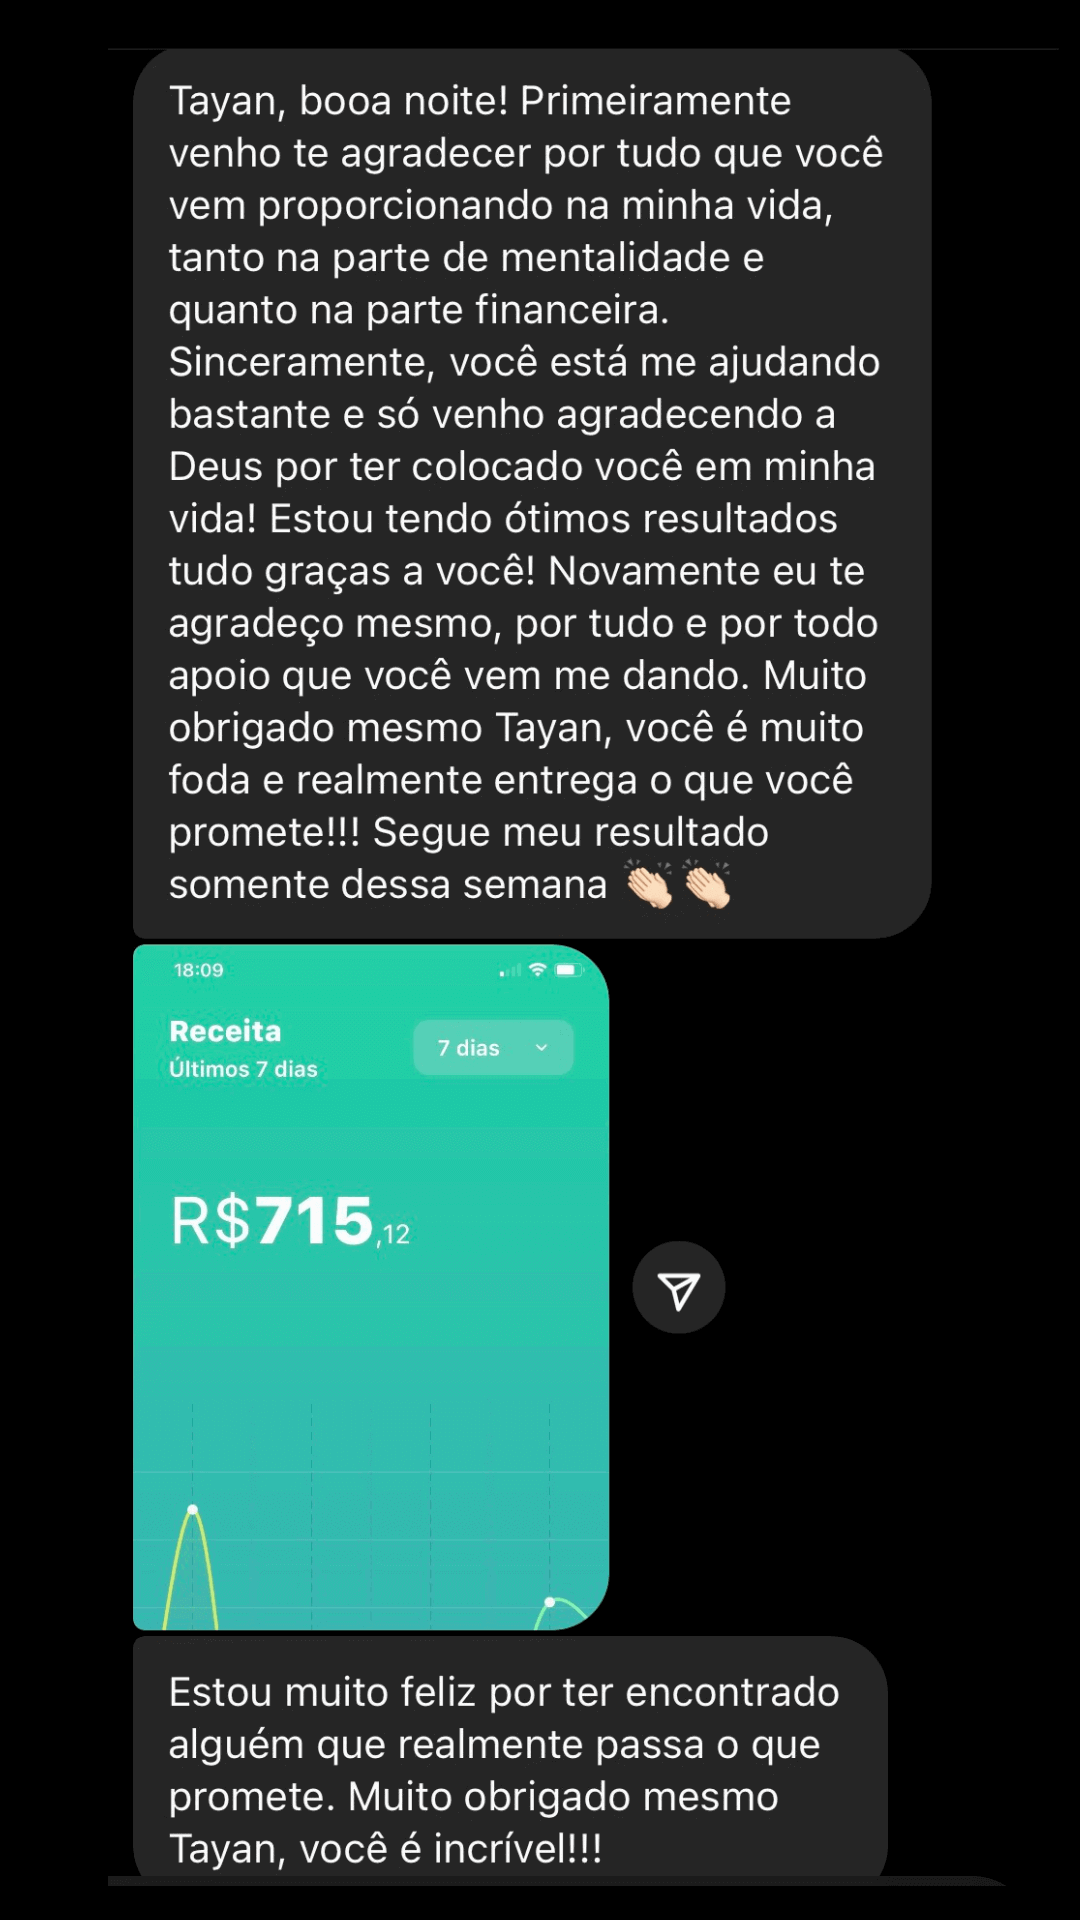 Tayan, booa noite! Primeiramente
venho te agradecer por tudo que você
vem proporcionando na minha vida,
tanto na parte de mentalidade e
quanto na parte financeira.
Sinceramente, você está me ajudando
bastante e só venho agradecendo a
Deus por ter colocado você em minha
vida! Estou tendo ótimos resultados
tudo graças a você! Novamente eu te
agradeço mesmo, por tudo e por todo
apoio que você vem me dando. Muito
obrigado mesmo Tayan, você é muito
foda e realmente entrega o que você
promete!!! Segue meu resultado
somente dessa semana 👏🏻👏🏻
18:09
Receita
7 dias
Últimos 7 dias
R$715,12
Estou muito feliz por ter encontrado
alguém que realmente passa o que
promete. Muito obrigado mesmo
Tayan, você é incrível!!!